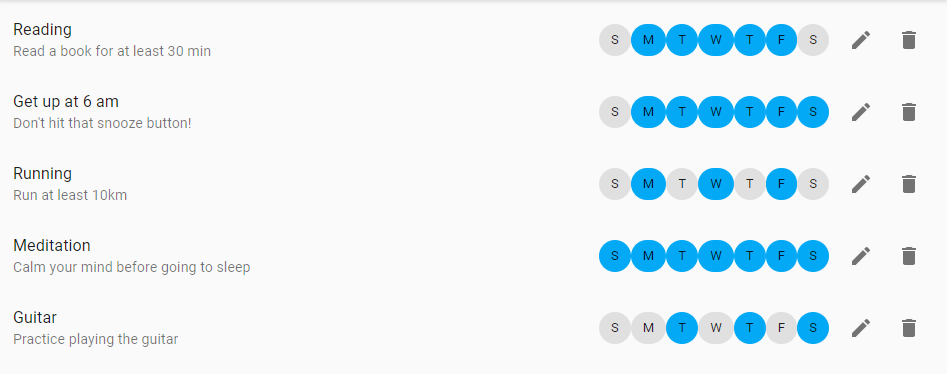 Reading
S M T W T F S
Read a book for at least 30 min
Get up at 6 am
S M T W T F S
Don't hit that snooze button!
Running
S M T W T F S
Run at least 10km
Meditation
S M T W T F S
Calm your mind before going to sleep
Guitar
S M T W T F S
Practice playing the guitar